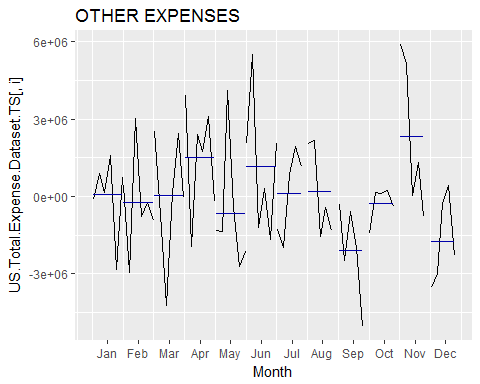 OTHER EXPENSES
US.Total.Expense.Dataset.TS[, i]
6e+06
3e+06
0e+00
-3e+06
Jan Feb Mar Apr May Jun Jul Aug Sep Oct Nov Dec
Month